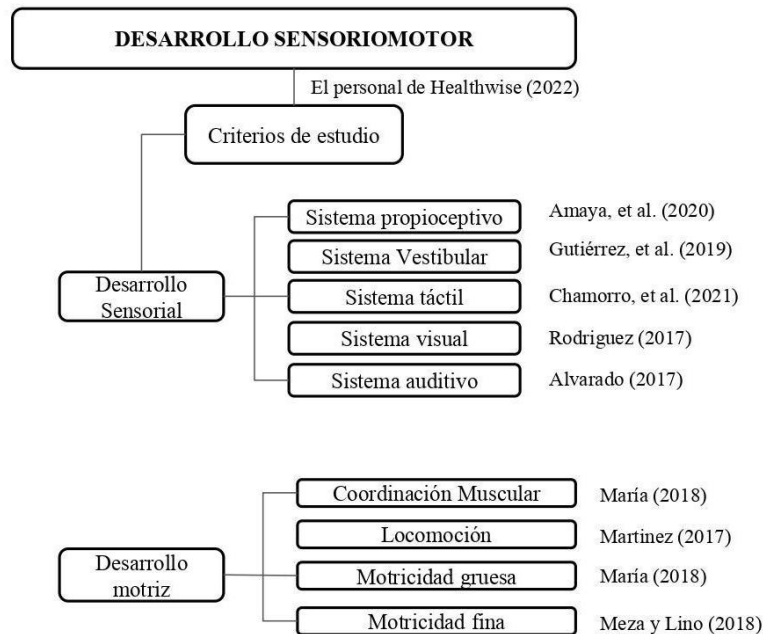 DESARROLLO SENSORIOMOTOR
El personal de Healthwise (2022)
Criterios de estudio
Sistema propioceptivo
Amaya, et al. (2020)
Sistema Vestibular
Gutiérrez, et al. (2019)
Desarrollo
Sensorial
Sistema táctil
Chamorro, et al. (2021)
Sistema visual
Rodriguez (2017)
Sistema auditivo
Alvarado (2017)
Coordinación Muscular
María (2018)
Locomoción
Martinez (2017)
Desarrollo
motriz
Motricidad gruesa
María (2018)
Motricidad fina
Meza y Lino (2018)